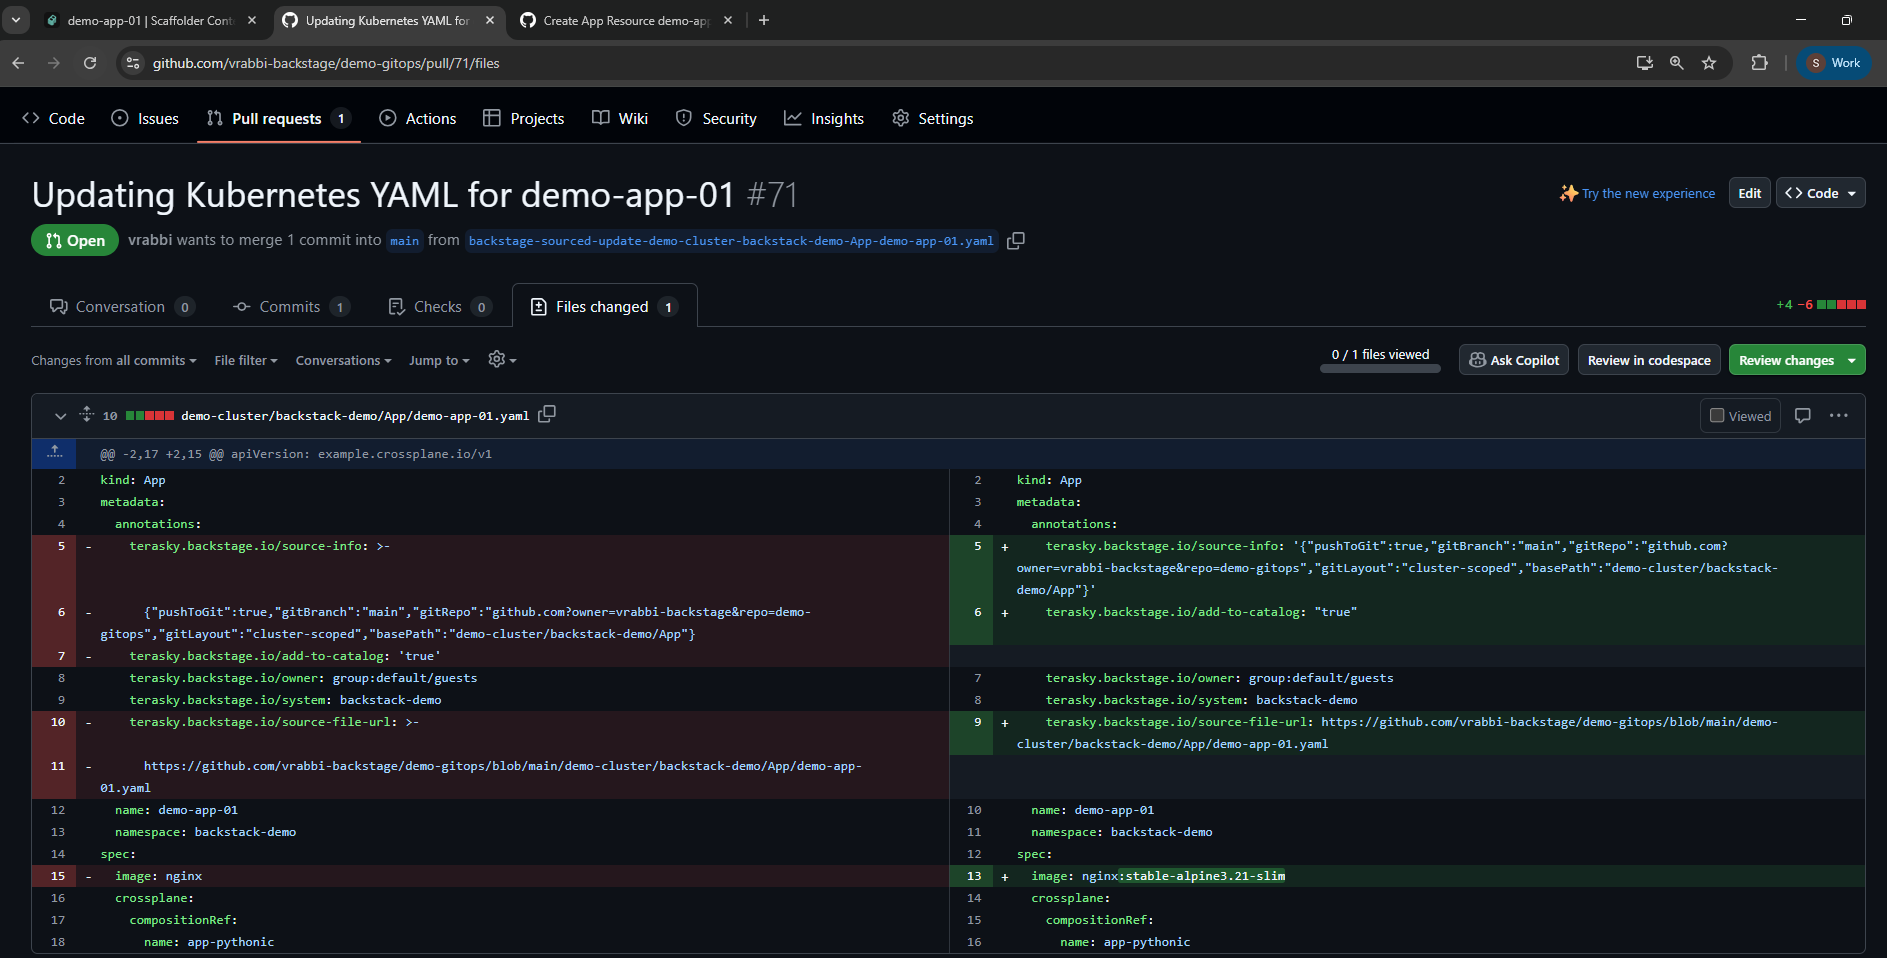 demo-app-01 | Scaffolder Cont
Updating Kubernetes YAML for
Create App Resource demo-app
github.com/vrabbi-backstage/demo-gitops/pull/71/files
S Work
Code
Issues
Pull requests 1
Actions
Projects
Wiki
Security
Insights
Settings
Updating Kubernetes YAML for demo-app-01 #71
Try the new experience
Edit
Code
Open
vrabbi wants to merge 1 commit into main from backstage-sourced-update-demo-cluster-backstack-demo-App-demo-app-01.yaml
Conversation 0
Commits 1
Checks 0
Files changed 1
+4 −6
Changes from all commits
File filter
Conversations
Jump to
0 / 1 files viewed
Ask Copilot
Review in codespace
Review changes
10 demo-cluster/backstack-demo/App/demo-app-01.yaml
Viewed
@@ -2,17 +2,15 @@ apiVersion: example.crossplane.io/v1
2 kind: App
3 metadata:
4 annotations:
5 - terasky.backstage.io/source-info: >-
6 - {"pushToGit":true,"gitBranch":"main","gitRepo":"github.com?owner=vrabbi-backstage&repo=demo-
gitops","gitLayout":"cluster-scoped","basePath":"demo-cluster/backstack-demo/App"}
7 - terasky.backstage.io/add-to-catalog: 'true'
8 terasky.backstage.io/owner: group:default/guests
9 terasky.backstage.io/system: backstack-demo
10 - terasky.backstage.io/source-file-url: >-
11 - https://github.com/vrabbi-backstage/demo-gitops/blob/main/demo-cluster/backstack-demo/App/demo-app-
01.yaml
12 name: demo-app-01
13 namespace: backstack-demo
14 spec:
15 - image: nginx
16 crossplane:
17 compositionRef:
18 name: app-pythonic
2 kind: App
3 metadata:
4 annotations:
5 + terasky.backstage.io/source-info: '{"pushToGit":true,"gitBranch":"main","gitRepo":"github.com?
owner=vrabbi-backstage&repo=demo-gitops","gitLayout":"cluster-scoped","basePath":"demo-cluster/backstack-
demo/App"}'
6 + terasky.backstage.io/add-to-catalog: "true"
7 terasky.backstage.io/owner: group:default/guests
8 terasky.backstage.io/system: backstack-demo
9 + terasky.backstage.io/source-file-url: https://github.com/vrabbi-backstage/demo-gitops/blob/main/demo-
cluster/backstack-demo/App/demo-app-01.yaml
10 name: demo-app-01
11 namespace: backstack-demo
12 spec:
13 + image: nginx:stable-alpine3.21-slim
14 crossplane:
15 compositionRef:
16 name: app-pythonic